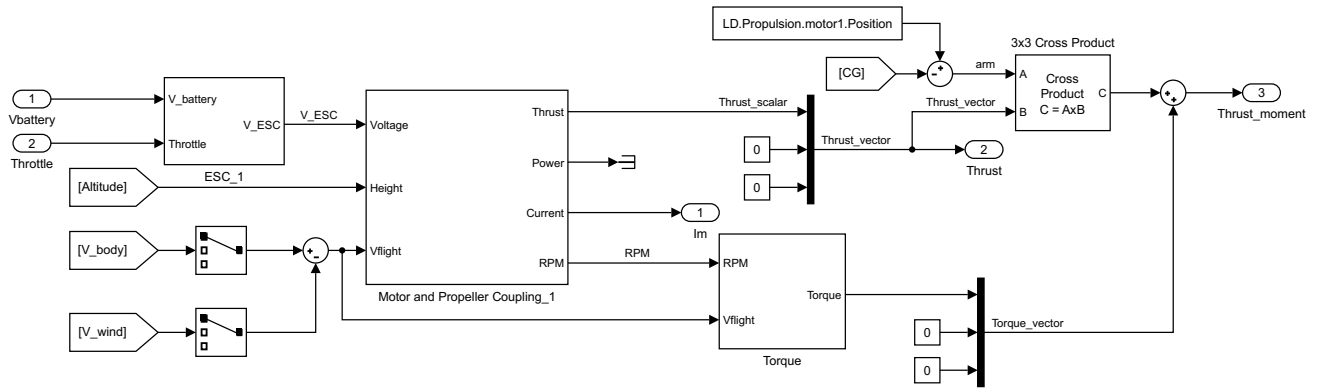 LD.Propulsion.motor1.Position
3x3 Cross Product
[CG]
- +
arm
A
Cross
Product
C = AxB
B
C
+
+
3
Thrust_moment
1
Vbattery
2
Throttle
V_battery
Throttle
V_ESC
V_ESC
ESC_1
[Altitude]
[V_body]
[V_wind]
+
-
Voltage
Height
Vflight
Thrust
Power
Current
RPM
Motor and Propeller Coupling_1
Thrust_scalar
0
0
Thrust_vector
Thrust_vector
2
Thrust
1
Im
RPM
RPM
Vflight
Torque
Torque
0
0
Torque_vector